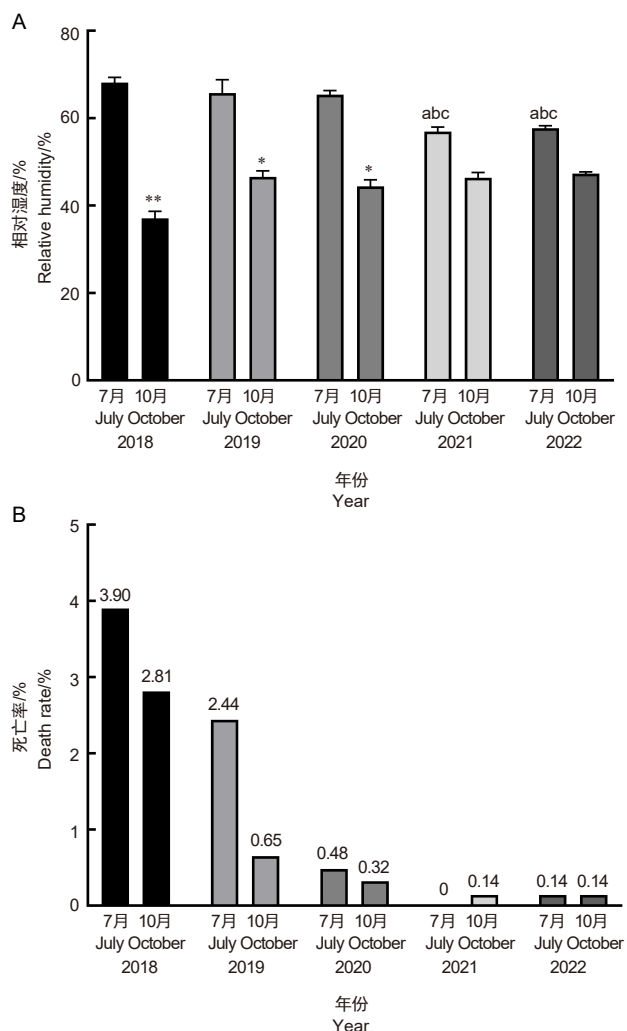 A
80
60
40
20
0
相对湿度/%
Relative humidity/%
**
*
*
abc
abc
7月 10月 7月 10月 7月 10月 7月 10月 7月 10月
July October July October July October July October July October
2018 2019 2020 2021 2022
年份
Year
B
5
4
3
2
1
0
死亡率/%
Death rate/%
3.90
2.81
2.44
0.65
0.48
0.32
0
0.14
0.14
0.14
7月 10月 7月 10月 7月 10月 7月 10月 7月 10月
July October July October July October July October July October
2018 2019 2020 2021 2022
年份
Year